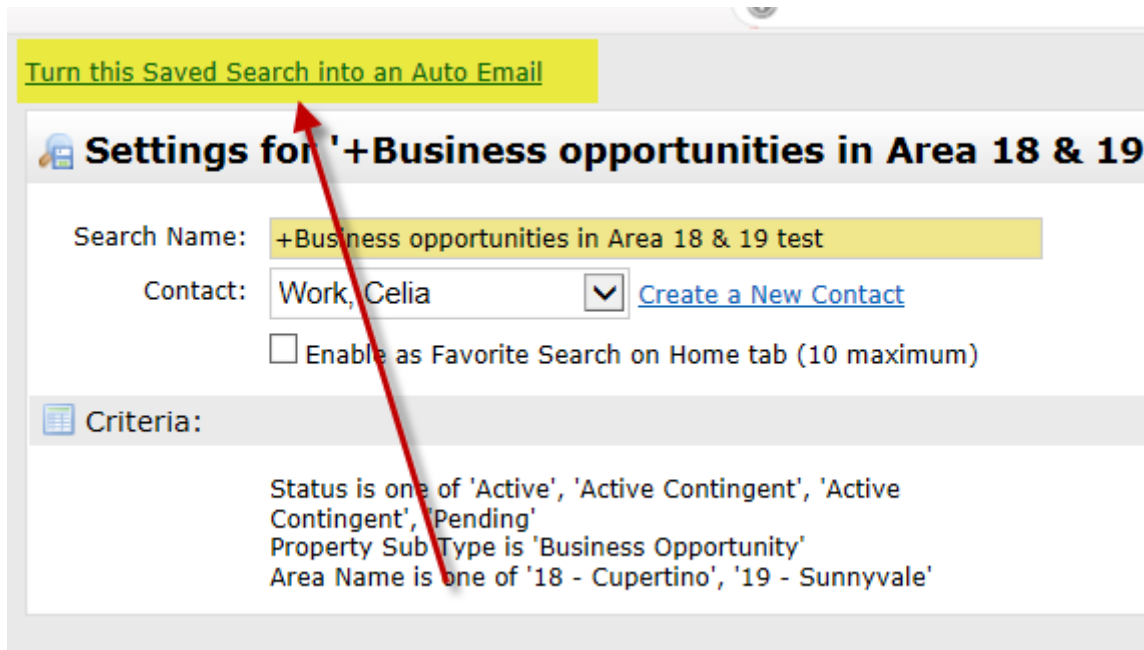 Turn this Saved Search into an Auto Email
Settings for '+Business opportunities in Area 18 & 19
Search Name: +Business opportunities in Area 18 & 19 test
Contact: Work, Celia Create a New Contact
Enable as Favorite Search on Home tab (10 maximum)
Criteria:
Status is one of 'Active', 'Active Contingent', 'Active
Contingent', 'Pending'
Property Sub Type is 'Business Opportunity'
Area Name is one of '18 - Cupertino', '19 - Sunnyvale'